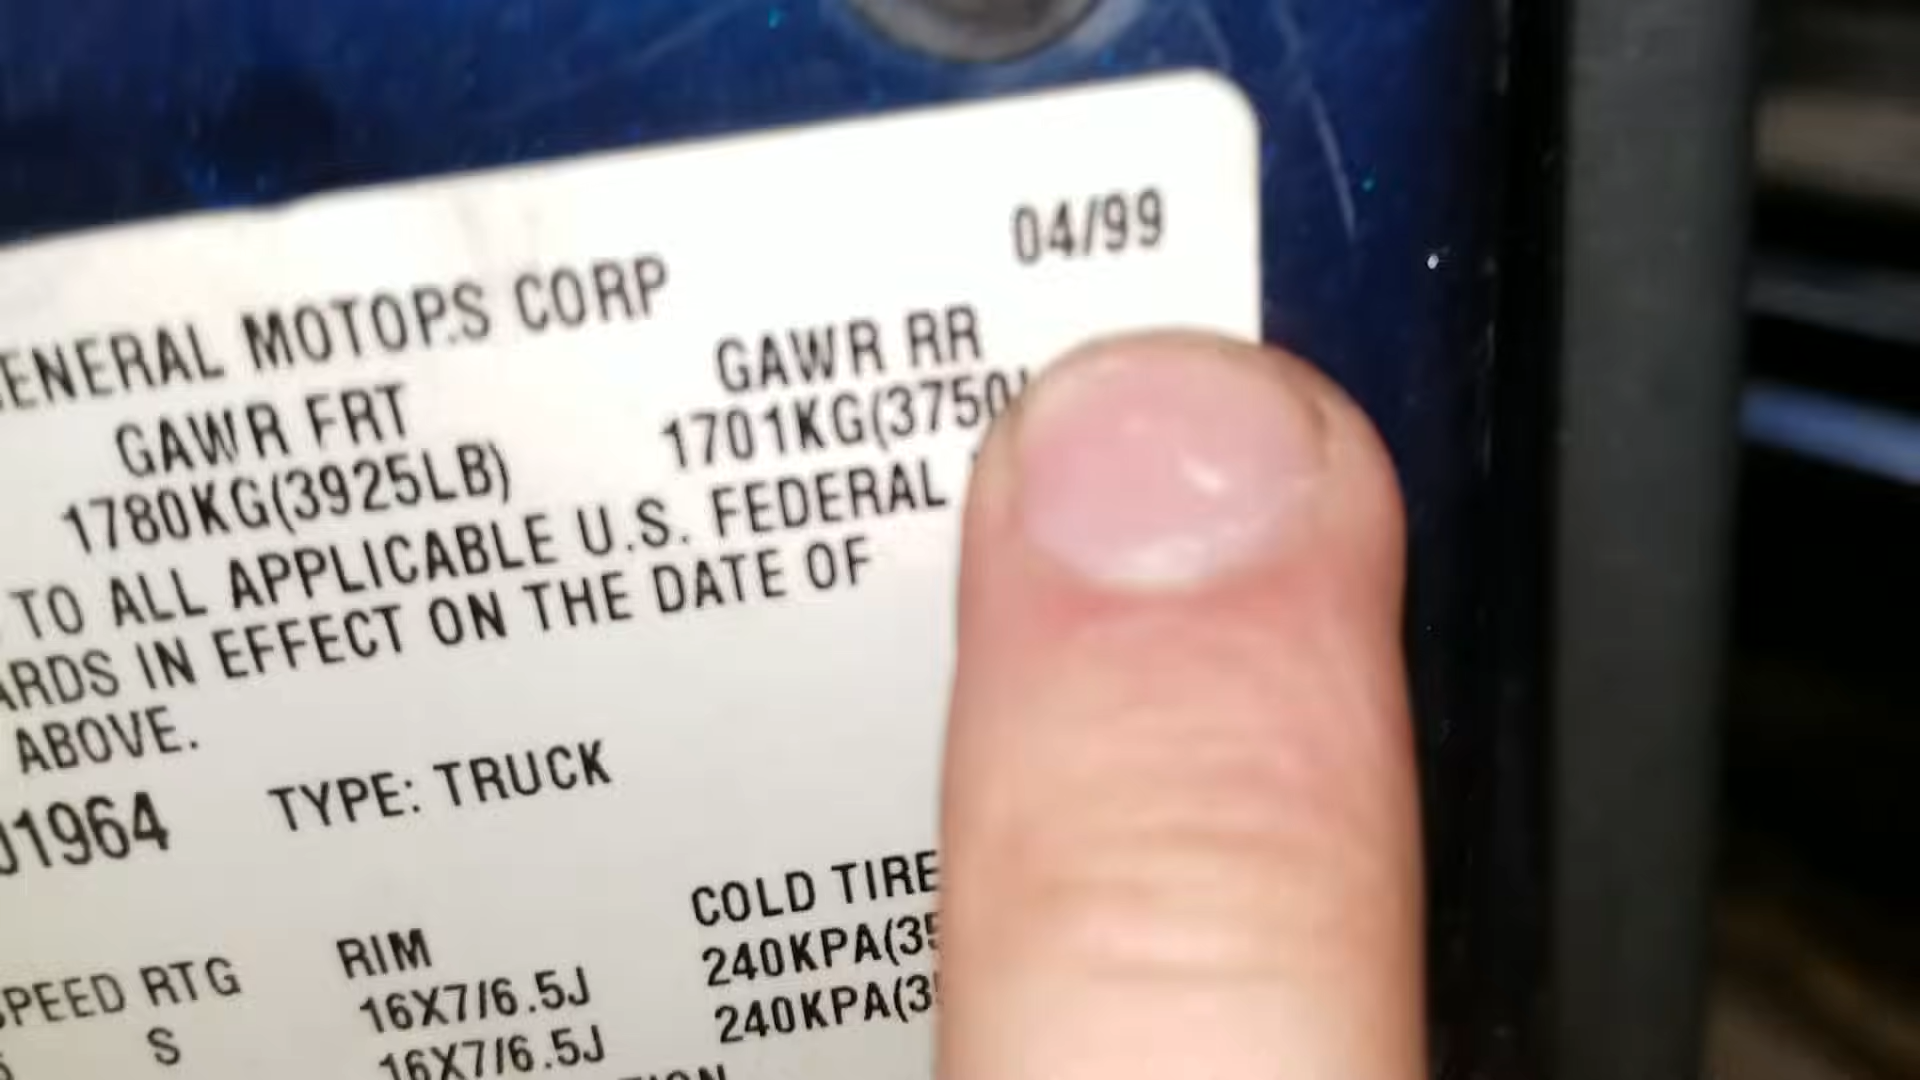 04/99
ENERAL MOTOPS CORP
GAWR FRT GAWR RR
1780KG(3925LB) 1701KG(3750
TO ALL APPLICABLE U.S. FEDERAL
ARDS IN EFFECT ON THE DATE OF
ABOVE.
01964 TYPE: TRUCK
SPEED RTG RIM COLD TIRE
S 16X7/6.5J 240KPA(35
16X7/6.5J 240KPA(3